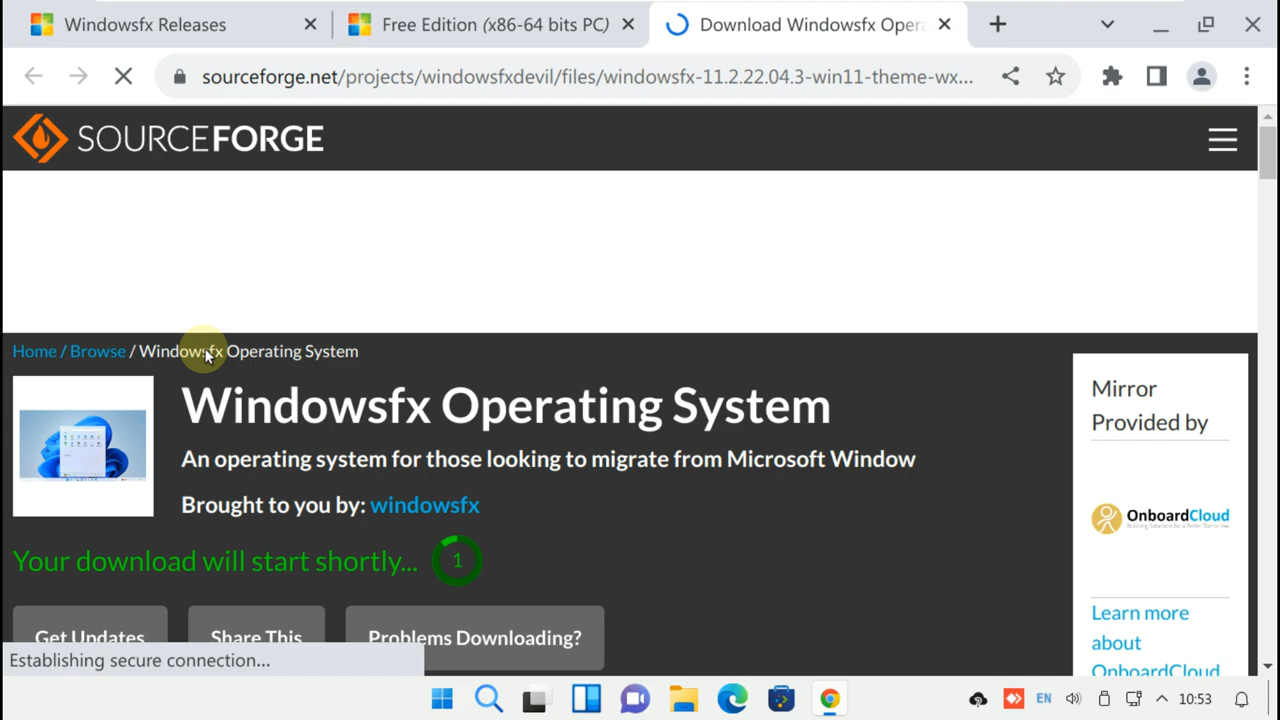 Windowsfx Releases
Free Edition (x86-64 bits PC)
Download Windowsfx Opera
sourceforge.net/projects/windowsfxdevil/files/windowsfx-11.2.22.04.3-win11-theme-wx...
SOURCEFORGE
Home / Browse / Windowsfx Operating System
Windowsfx Operating System
An operating system for those looking to migrate from Microsoft Window
Brought to you by: windowsfx
Your download will start shortly... 1
Get Updates
Share This
Problems Downloading?
Mirror
Provided by
OnboardCloud
Learn more
about
OnboardCloud
Establishing secure connection...
EN
10:53